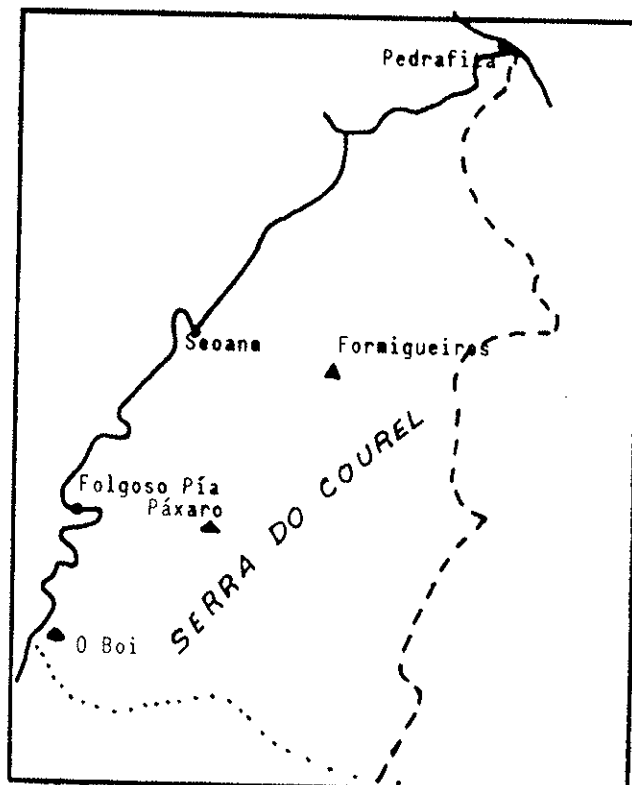 Pedrafita
Seoane
Formigueiros
Folgoso Pía
Páxaro
SERRA DO COUREL
O Boi